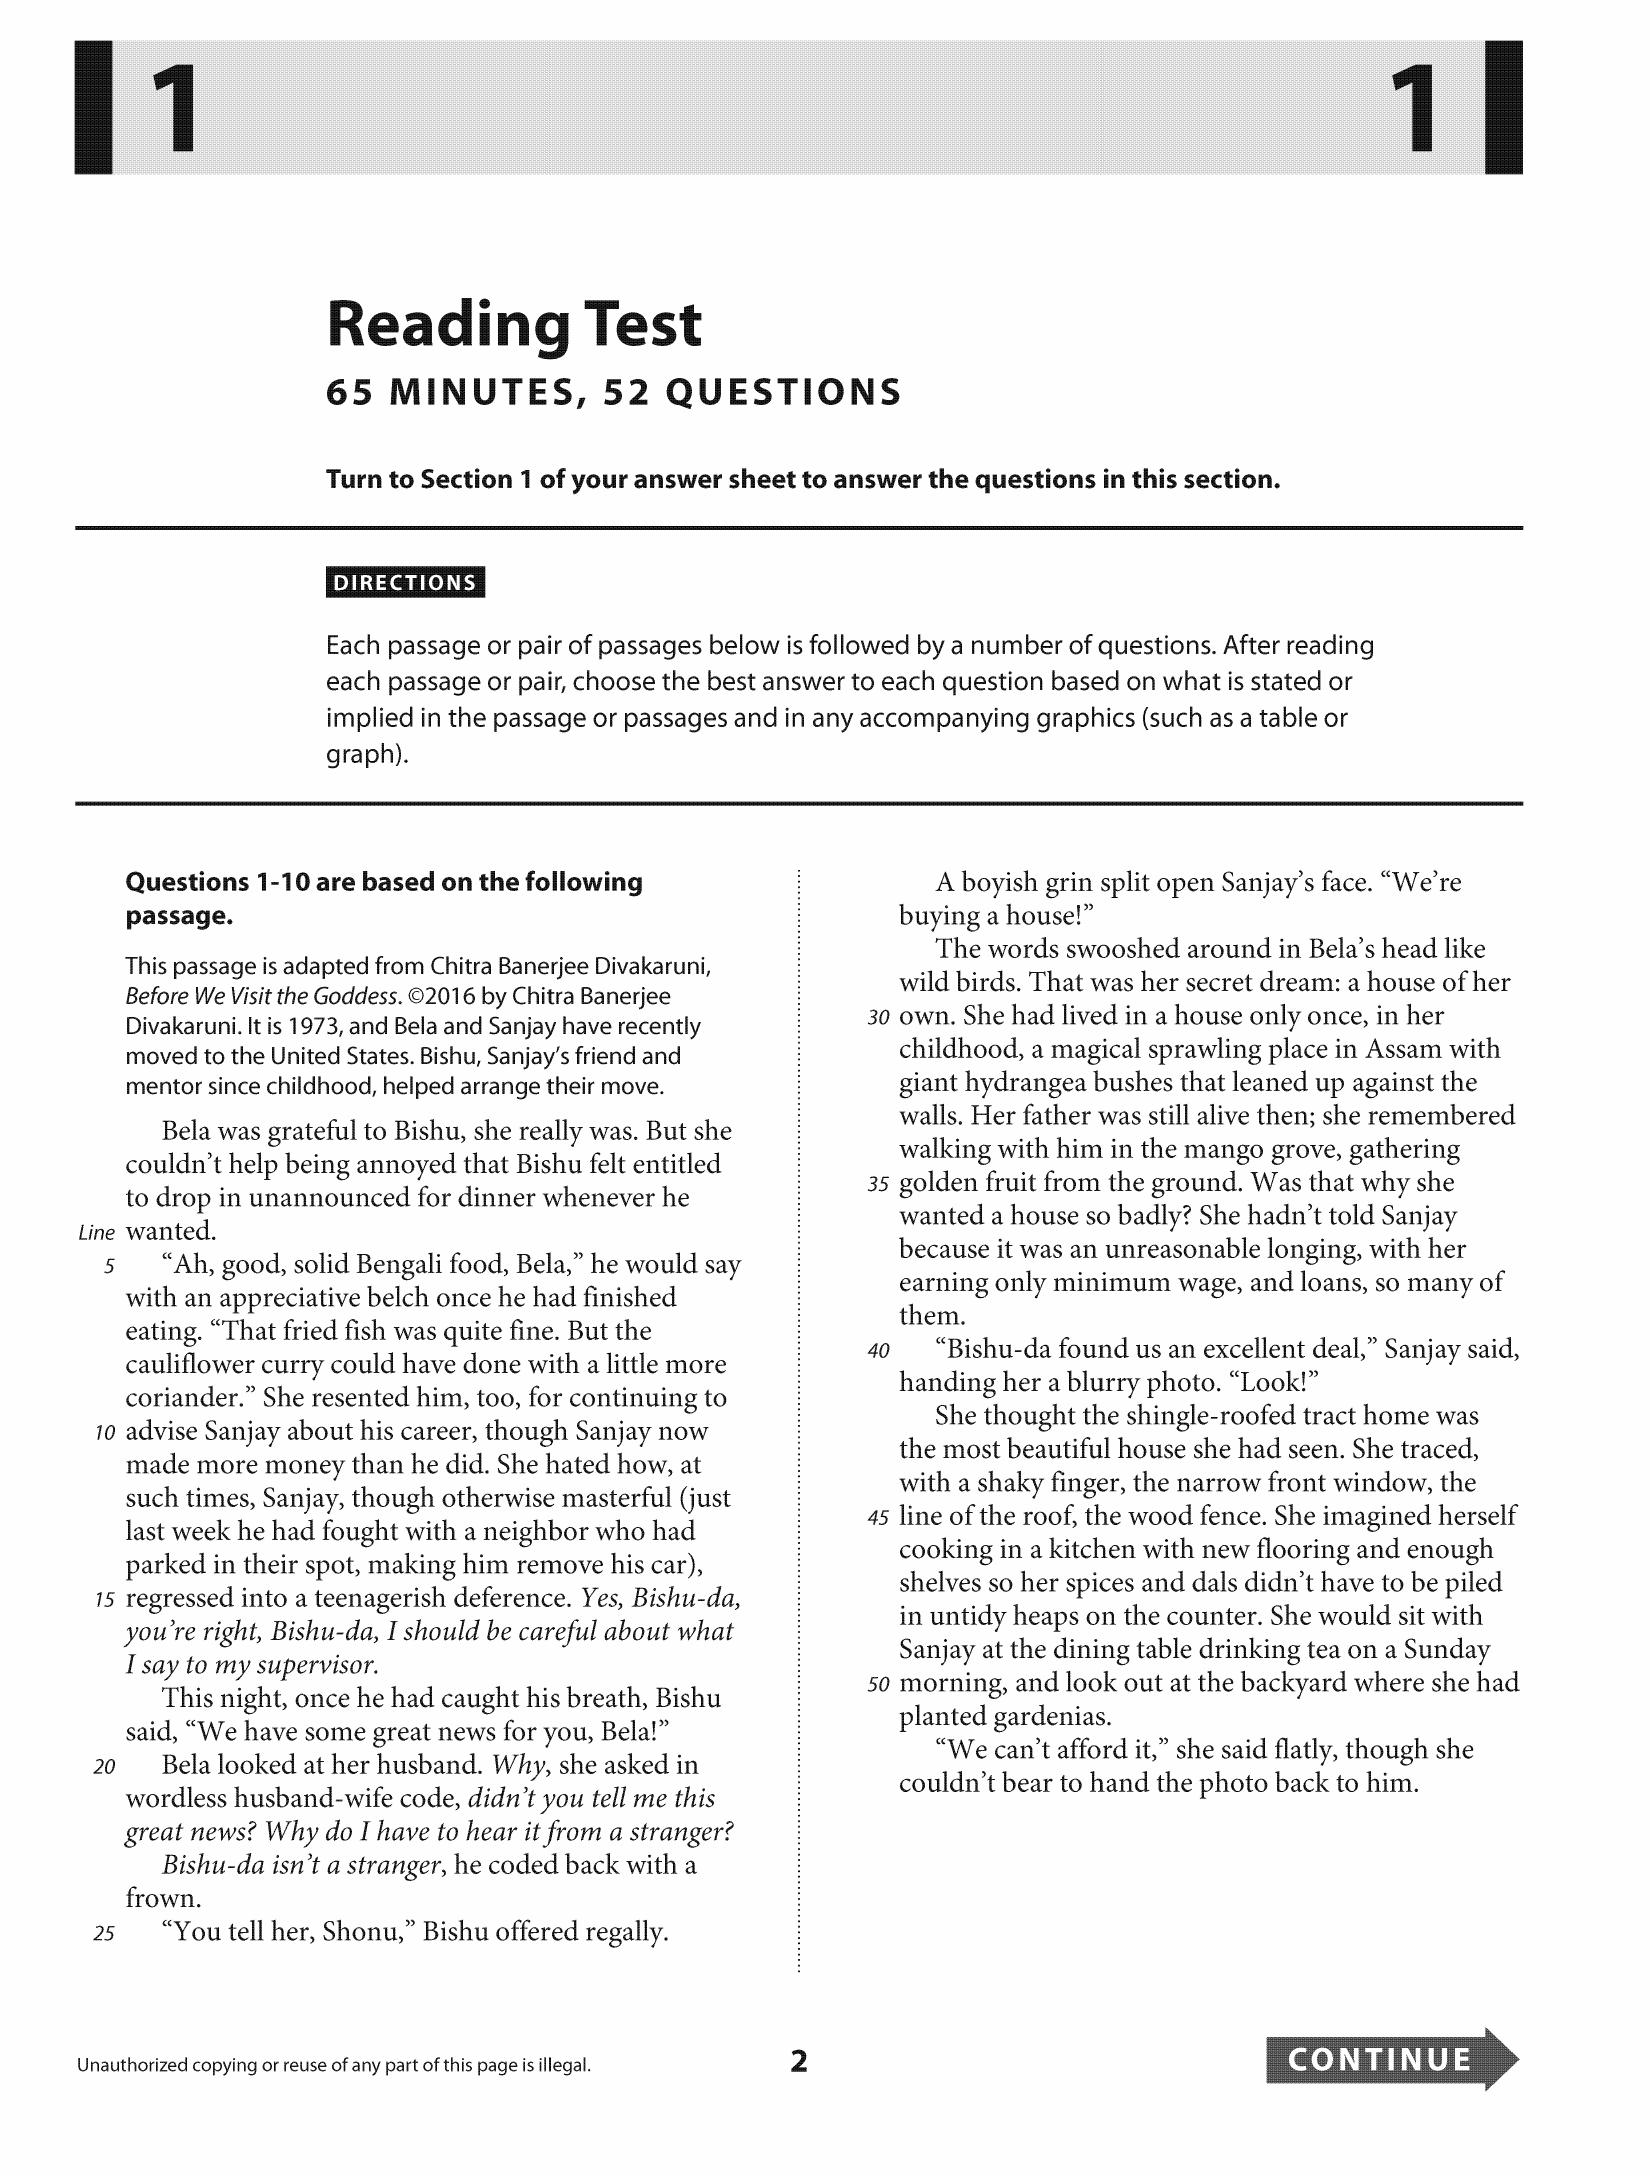 1 1
Reading Test
65 MINUTES, 52 QUESTIONS
Turn to Section 1 of your answer sheet to answer the questions in this section.
DIRECTIONS
Each passage or pair of passages below is followed by a number of questions. After reading
each passage or pair, choose the best answer to each question based on what is stated or
implied in the passage or passages and in any accompanying graphics (such as a table or
graph).
Questions 1-10 are based on the following
passage.
This passage is adapted from Chitra Banerjee Divakaruni,
Before We Visit the Goddess. ©2016 by Chitra Banerjee
Divakaruni. It is 1973, and Bela and Sanjay have recently
moved to the United States. Bishu, Sanjay's friend and
mentor since childhood, helped arrange their move.
Bela was grateful to Bishu, she really was. But she
couldn't help being annoyed that Bishu felt entitled
to drop in unannounced for dinner whenever he
Line wanted.
5 “Ah, good, solid Bengali food, Bela,” he would say
with an appreciative belch once he had finished
eating. “That fried fish was quite fine. But the
cauliflower curry could have done with a little more
coriander.” She resented him, too, for continuing to
10 advise Sanjay about his career, though Sanjay now
made more money than he did. She hated how, at
such times, Sanjay, though otherwise masterful (just
last week he had fought with a neighbor who had
parked in their spot, making him remove his car),
15 regressed into a teenagerish deference. Yes, Bishu-da,
you're right, Bishu-da, I should be careful about what
I say to my supervisor.
This night, once he had caught his breath, Bishu
said, “We have some great news for you, Bela!”
20 Bela looked at her husband. Why, she asked in
wordless husband-wife code, didn't you tell me this
great news? Why do I have to hear it from a stranger?
Bishu-da isn't a stranger, he coded back with a
frown.
25 “You tell her, Shonu,” Bishu offered regally.
A boyish grin split open Sanjay's face. “We're
buying a house!”
The words swooshed around in Bela's head like
wild birds. That was her secret dream: a house of her
30 own. She had lived in a house only once, in her
childhood, a magical sprawling place in Assam with
giant hydrangea bushes that leaned up against the
walls. Her father was still alive then; she remembered
walking with him in the mango grove, gathering
35 golden fruit from the ground. Was that why she
wanted a house so badly? She hadn't told Sanjay
because it was an unreasonable longing, with her
earning only minimum wage, and loans, so many of
them.
40 “Bishu-da found us an excellent deal,” Sanjay said,
handing her a blurry photo. “Look!”
She thought the shingle-roofed tract home was
the most beautiful house she had seen. She traced,
with a shaky finger, the narrow front window, the
45 line of the roof, the wood fence. She imagined herself
cooking in a kitchen with new flooring and enough
shelves so her spices and dals didn't have to be piled
in untidy heaps on the counter. She would sit with
Sanjay at the dining table drinking tea on a Sunday
50 morning, and look out at the backyard where she had
planted gardenias.
“We can't afford it,” she said flatly, though she
couldn't bear to hand the photo back to him.
Unauthorized copying or reuse of any part of this page is illegal.
2
CONTINUE